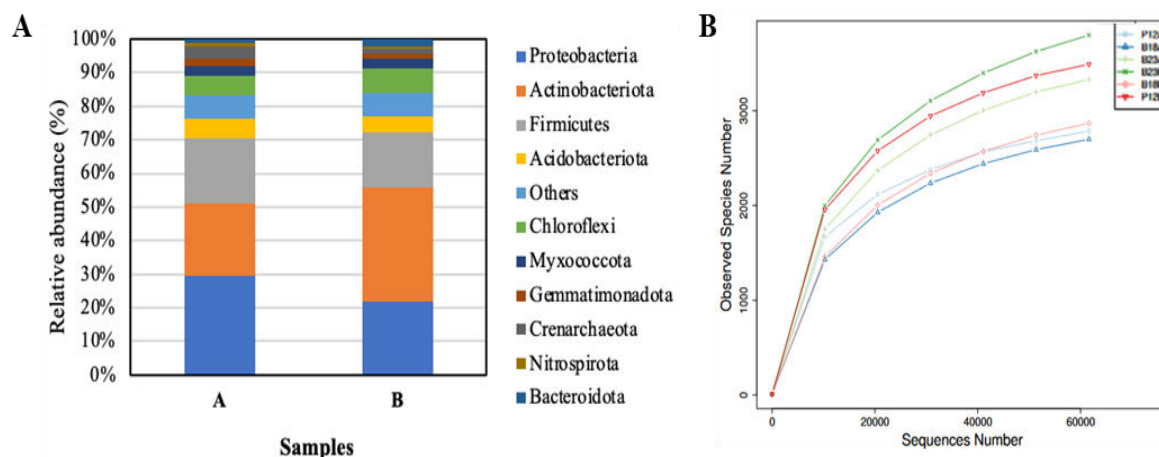 A
Relative abundance (%)
100%
90%
80%
70%
60%
50%
40%
30%
20%
10%
0%
A
B
Samples
Proteobacteria
Actinobacteriota
Firmicutes
Acidobacteriota
Others
Chloroflexi
Myxococcota
Gemmatimonadota
Crenarchaeota
Nitrospirota
Bacteroidota
B
Observed Species Number
3000
2000
1000
0
0
20000
40000
60000
Sequences Number